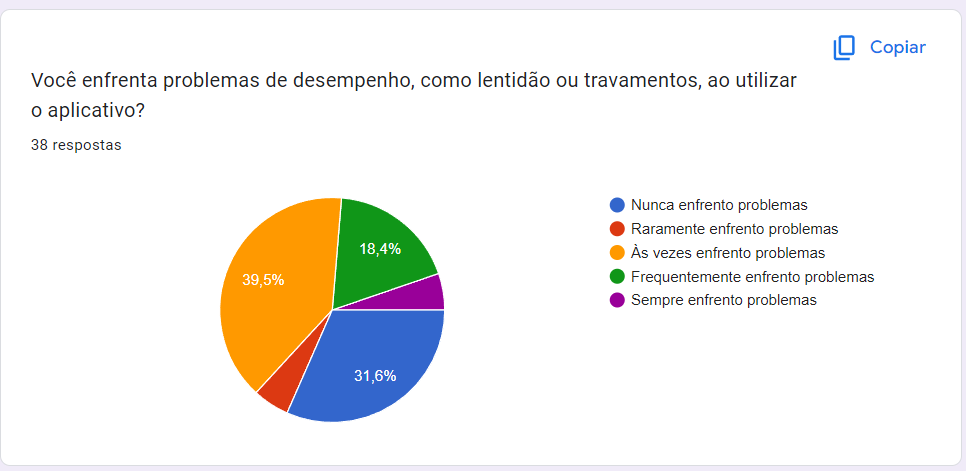 Copiar
Você enfrenta problemas de desempenho, como lentidão ou travamentos, ao utilizar
o aplicativo?
38 respostas
39,5%
18,4%
31,6%
Nunca enfrento problemas
Raramente enfrento problemas
Às vezes enfrento problemas
Frequentemente enfrento problemas
Sempre enfrento problemas